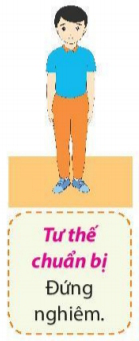 Tư thế
chuẩn bị
Đứng
nghiêm.